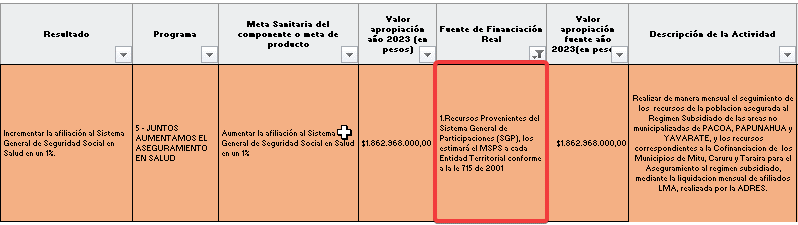 Resultado
Programa
Meta Sanitaria del
componente o meta de
producto
Valor
apropiación
año 2023 (en
pesos)
Fuente de Financiación
Real
Valor
apropiación
fuente año
2023(en pes
Descripción de la Actividad
Incrementar la afiliación al Sistema
General de Seguridad Social en
Salud en un 1%.
5 - JUNTOS
AUMENTAMOS EL
ASEGURAMIENTO
EN SALUD
Aumentar la afiliación al Sistema
General de Seguridad Social en Salud
en un 1%
$1.862.968.000,00
1.Recursos Provenientes del
Sistema General de
Participaciones (SGP), los
estimará el MSPS a cada
Entidad Territorial conforme
a la le 715 de 2001
$1.862.968.000,00
Realizar de manera mensual el seguimiento de
los recursos de la poblacion asegurada al
Regimen Subsidiado de las areas no
municipalizadas de PACOA, PAPUNAHUA y
YAVARATE, y los recursos
correspondientes a la Cofinanciacion de los
Municipios de Mitu, Caruru y Taraira para el
Aseguramiento al regimen subsidiado,
mediante la liquidacion mensual de afiliados
LMA, realizada por la ADRES.